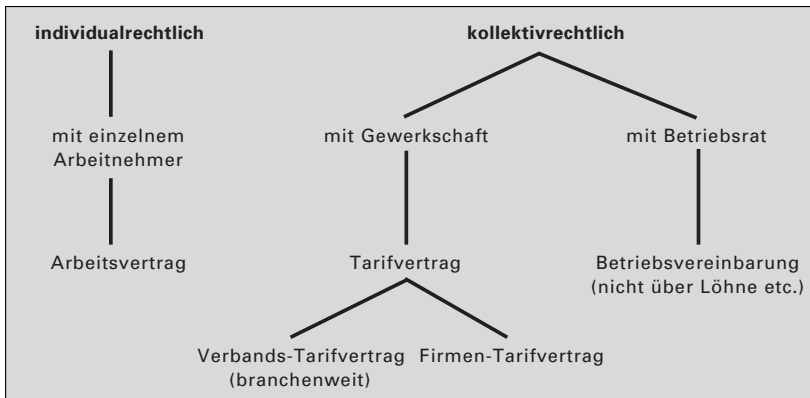 individualrechtlich
kollektivrechtlich
mit einzelnem
Arbeitnehmer
mit Gewerkschaft
mit Betriebsrat
Arbeitsvertrag
Tarifvertrag
Betriebsvereinbarung
(nicht über Löhne etc.)
Verbands-Tarifvertrag
(branchenweit)
Firmen-Tarifvertrag